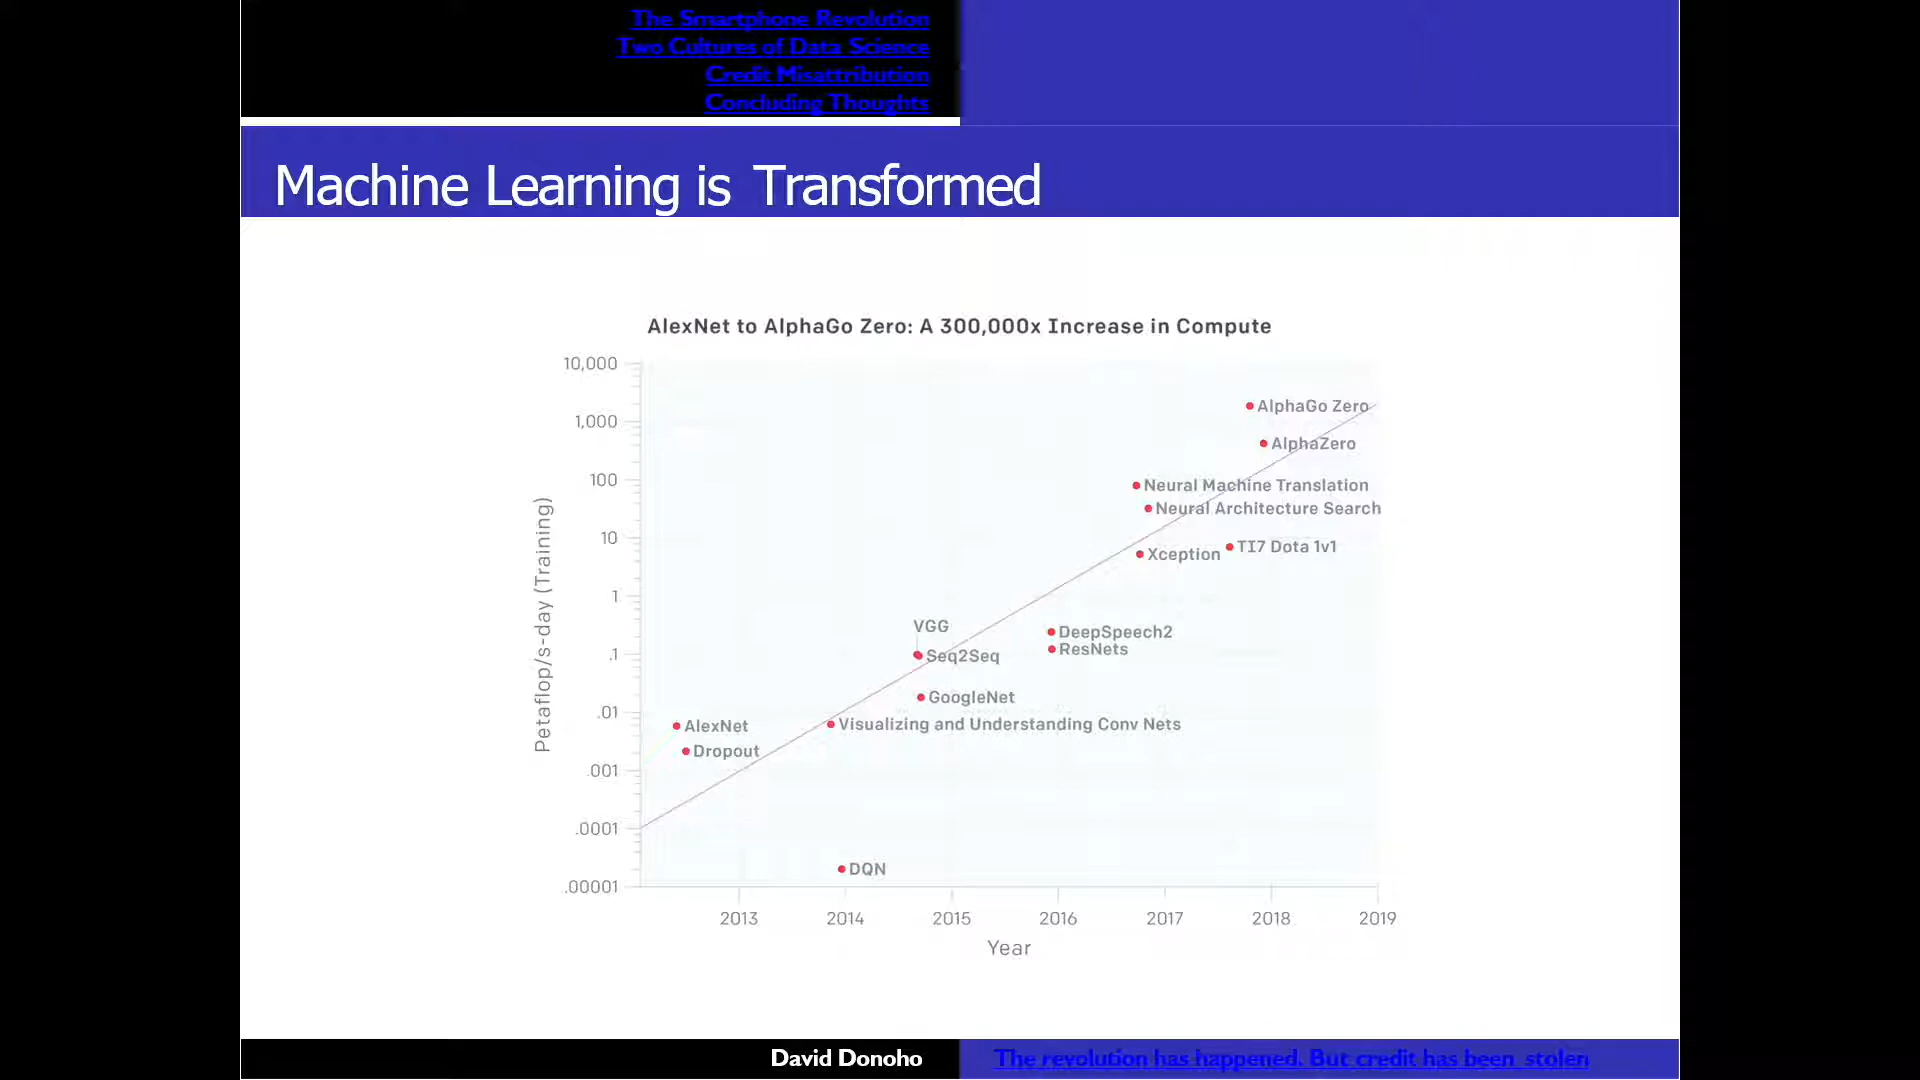 The Smartphone Revolution
Two Cultures of Data Science
Credit Misattribution
Concluding Thoughts
Machine Learning is Transformed
AlexNet to AlphaGo Zero: A 300,000x Increase in Compute
10,000
1,000
100
10
1
.1
.01
.001
.0001
.00001
Petaflop/s-day (Training)
AlphaGo Zero
AlphaZero
Neural Machine Translation
Neural Architecture Search
TI7 Dota 1v1
Xception
VGG
DeepSpeech2
ResNets
Seq2Seq
GoogleNet
Visualizing and Understanding Conv Nets
AlexNet
Dropout
DQN
2013 2014 2015 2016 2017 2018 2019
Year
David Donoho
The revolution has happened. But credit has been stolen